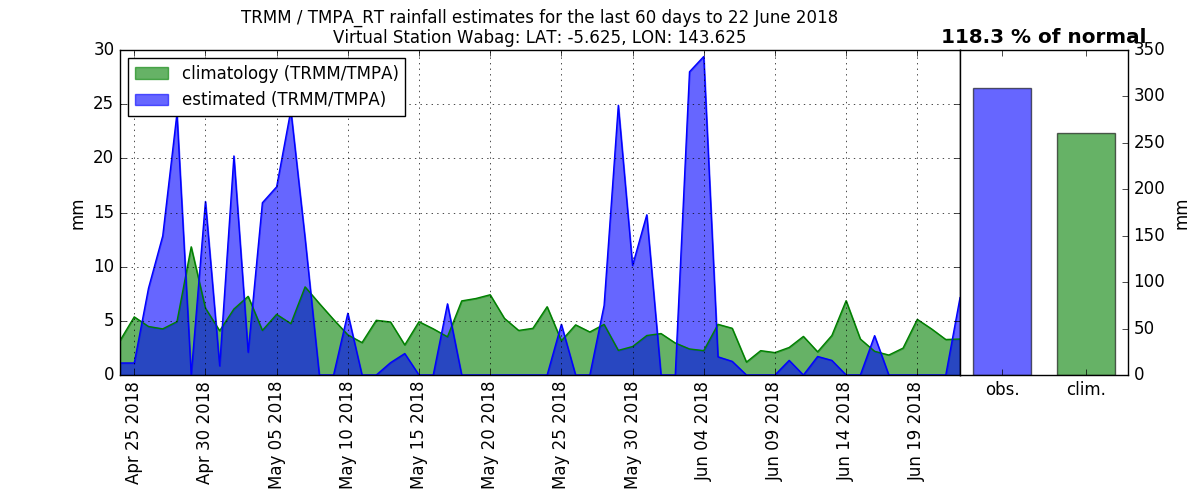 TRMM / TMPA_RT rainfall estimates for the last 60 days to 22 June 2018
Virtual Station Wabag: LAT: -5.625, LON: 143.625
118.3 % of normal
climatology (TRMM/TMPA)
estimated (TRMM/TMPA)
30
25
20
15
10
5
0
mm
Apr 25 2018
Apr 30 2018
May 05 2018
May 10 2018
May 15 2018
May 20 2018
May 25 2018
May 30 2018
Jun 04 2018
Jun 09 2018
Jun 14 2018
Jun 19 2018
350
300
250
200
150
100
50
0
mm
obs.
clim.